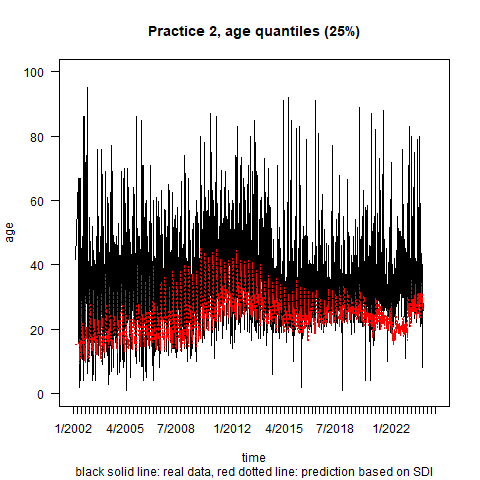 Practice 2, age quantiles (25%)
100
80
60
40
20
0
age
1/2002 4/2005 7/2008 1/2012 4/2015 7/2018 1/2022
time
black solid line: real data, red dotted line: prediction based on SDI